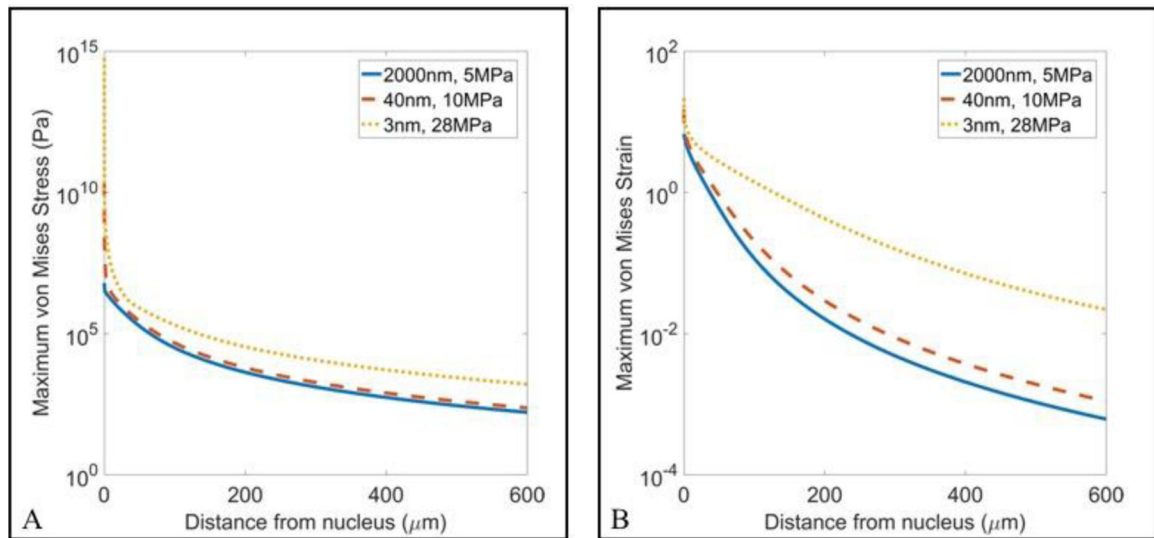 10^15
10^10
10^5
10^0
Maximum von Mises Stress (Pa)
2000nm, 5MPa
40nm, 10MPa
3nm, 28MPa
0 200 400 600
Distance from nucleus (μm)
A
10^2
10^0
10^-2
10^-4
Maximum von Mises Strain
2000nm, 5MPa
40nm, 10MPa
3nm, 28MPa
0 200 400 600
Distance from nucleus (μm)
B